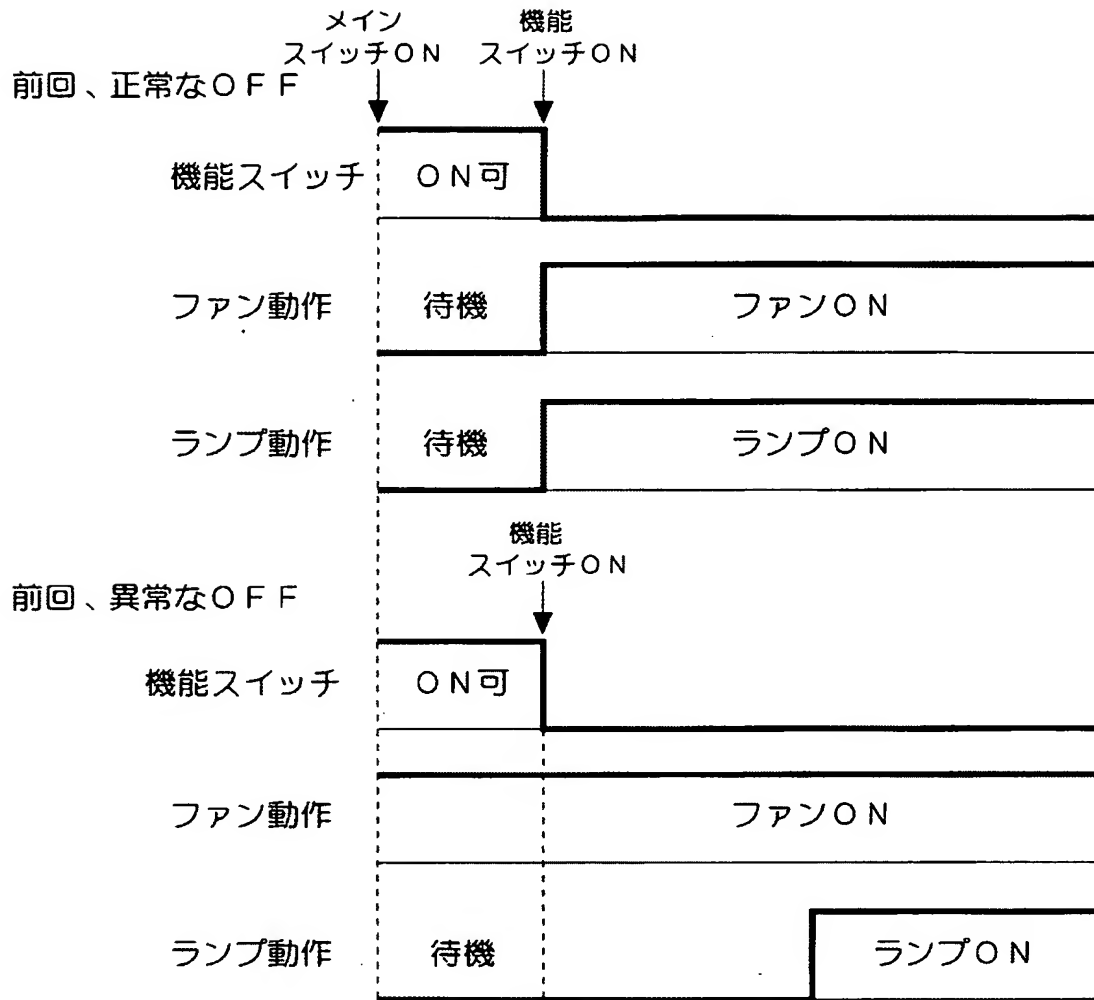 メイン
スイッチON
機能
スイッチON
前回、正常なOFF
機能スイッチ
ON可
ファン動作
待機
ファンON
ランプ動作
待機
ランプON
機能
スイッチON
前回、異常なOFF
機能スイッチ
ON可
ファン動作
ファンON
ランプ動作
待機
ランプON